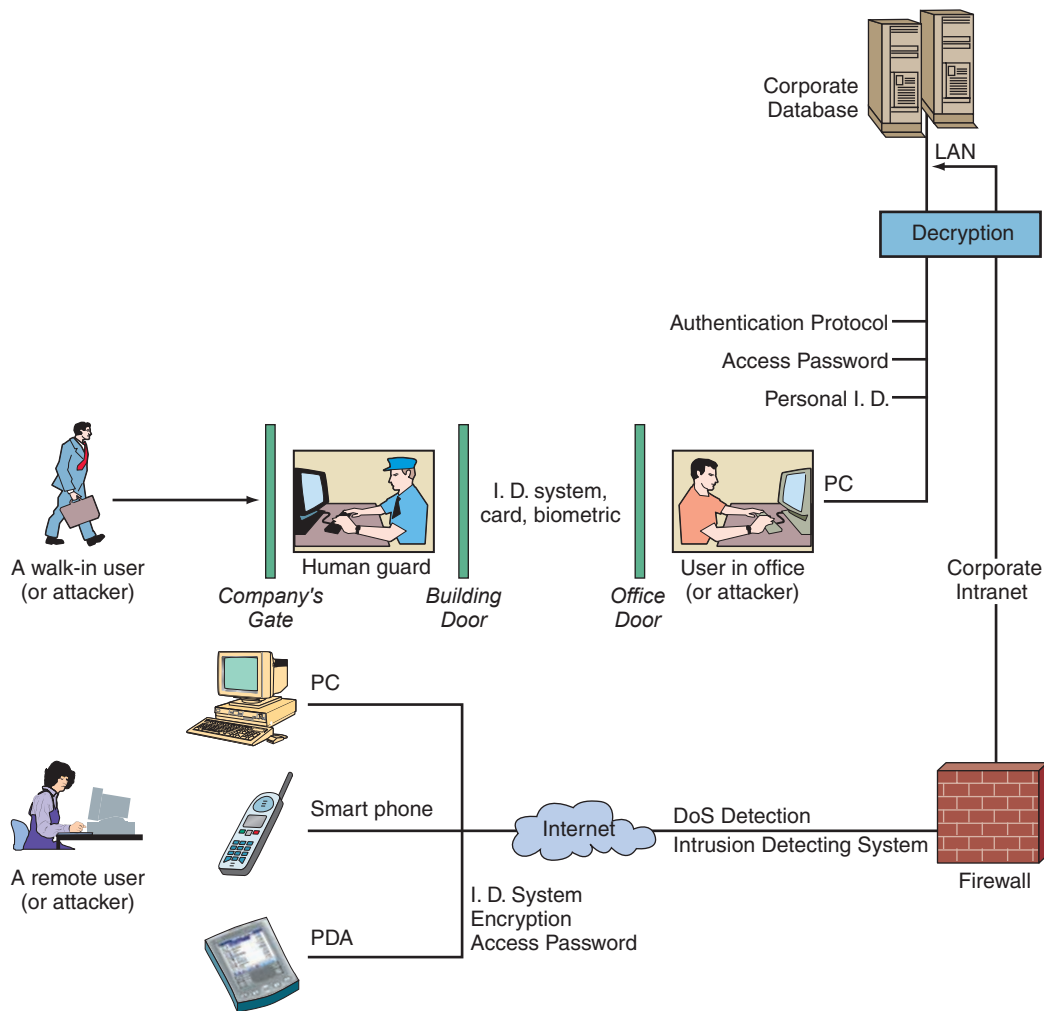 Corporate
Database
LAN
Decryption
Authentication Protocol
Access Password
Personal I. D.
I. D. system,
card, biometric
PC
A walk-in user
(or attacker)
Human guard
User in office
(or attacker)
Company's
Gate
Building
Door
Office
Door
Corporate
Intranet
PC
Smart phone
Internet
DoS Detection
Intrusion Detecting System
A remote user
(or attacker)
Firewall
I. D. System
Encryption
Access Password
PDA